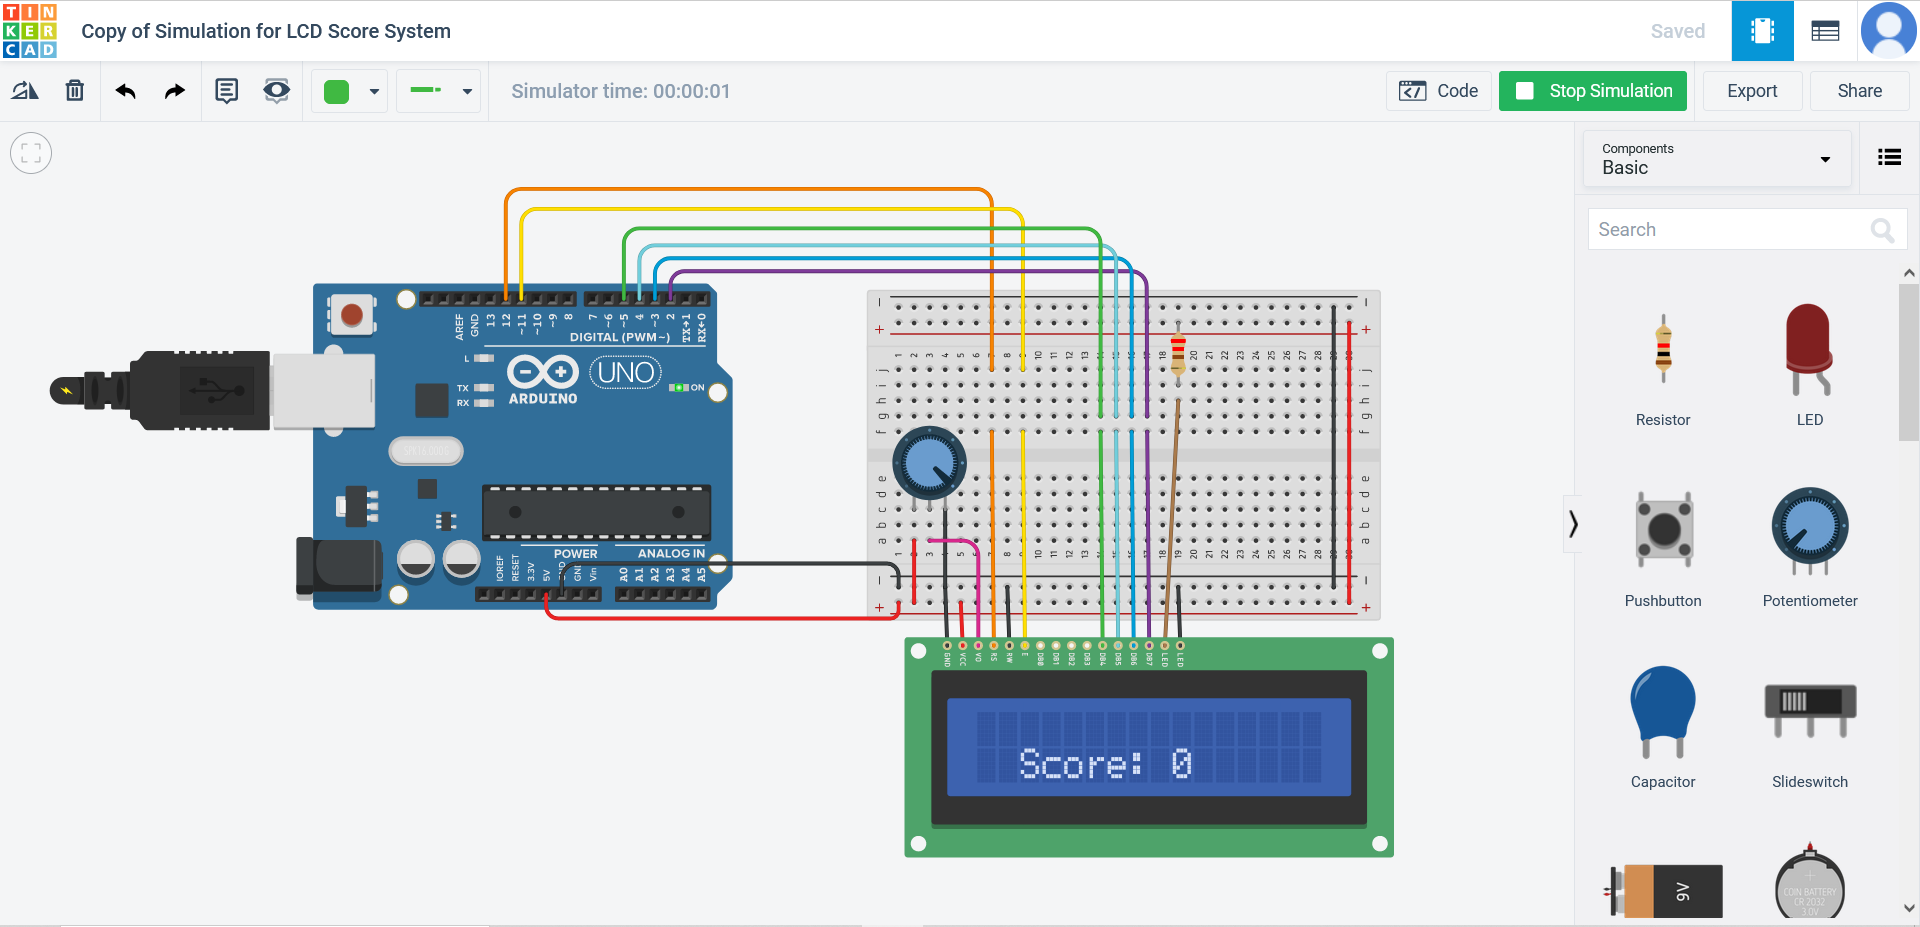 TINKERCAD
Copy of Simulation for LCD Score System
Saved
Simulator time: 00:00:01
Code
Stop Simulation
Export
Share
Components
Basic
Search
Resistor
LED
Pushbutton
Potentiometer
Capacitor
Slideswitch
9V
COIN BATTERY
CR 2032
3.0V
AREF
GND
13
12
~11
~10
~9
8
7
~6
~5
4
~3
2
TX→1
RX←0
DIGITAL (PWM~)
L
TX
RX
ARDUINO
UNO
ON
POWER
ANALOG IN
IOREF
RESET
3.3V
5V
GND
GND
Vin
A0
A1
A2
A3
A4
A5
j
i
h
g
f
e
d
c
b
a
GND
VCC
VO
RS
RW
E
DB0
DB1
DB2
DB3
DB4
DB5
DB6
DB7
LED
LED
Score: 0